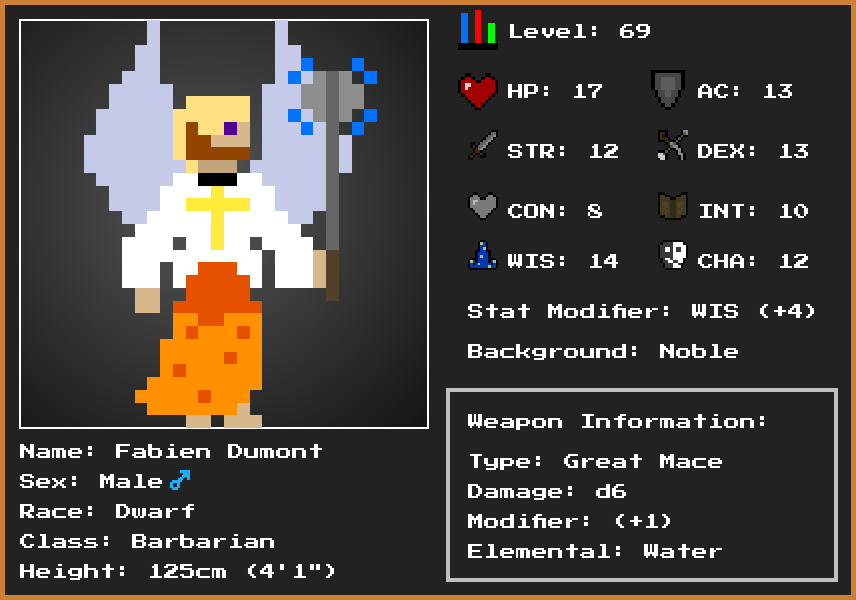 Level: 69
HP: 17
AC: 13
STR: 12
DEX: 13
CON: 8
INT: 10
WIS: 14
CHA: 12
Stat Modifier: WIS (+4)
Background: Noble
Weapon Information:
Type: Great Mace
Damage: d6
Modifier: (+1)
Elemental: Water
Name: Fabien Dumont
Sex: Male ♂
Race: Dwarf
Class: Barbarian
Height: 125cm (4'1")